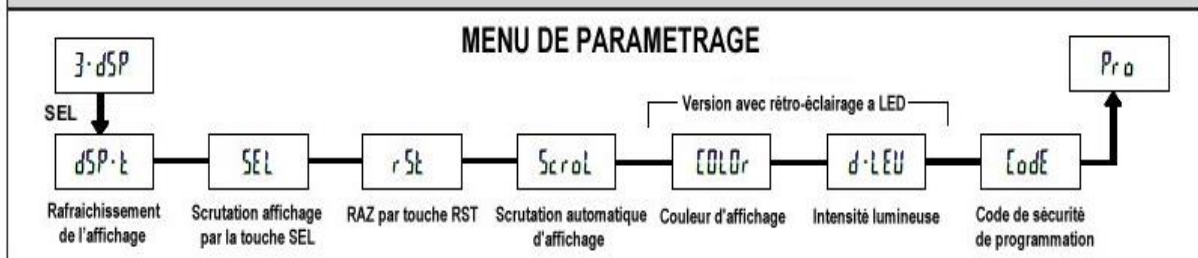 MENU DE PARAMETRAGE
3·dSP
Pro
SEL
Version avec rétro-éclairage a LED
dSP·t
SEL
rSt
ScroL
COLOr
d·LEV
CodE
Rafraichissement
de l'affichage
Scrutation affichage
par la touche SEL
RAZ par touche RST
Scrutation automatique
d'affichage
Couleur d'affichage
Intensité lumineuse
Code de sécurité
de programmation